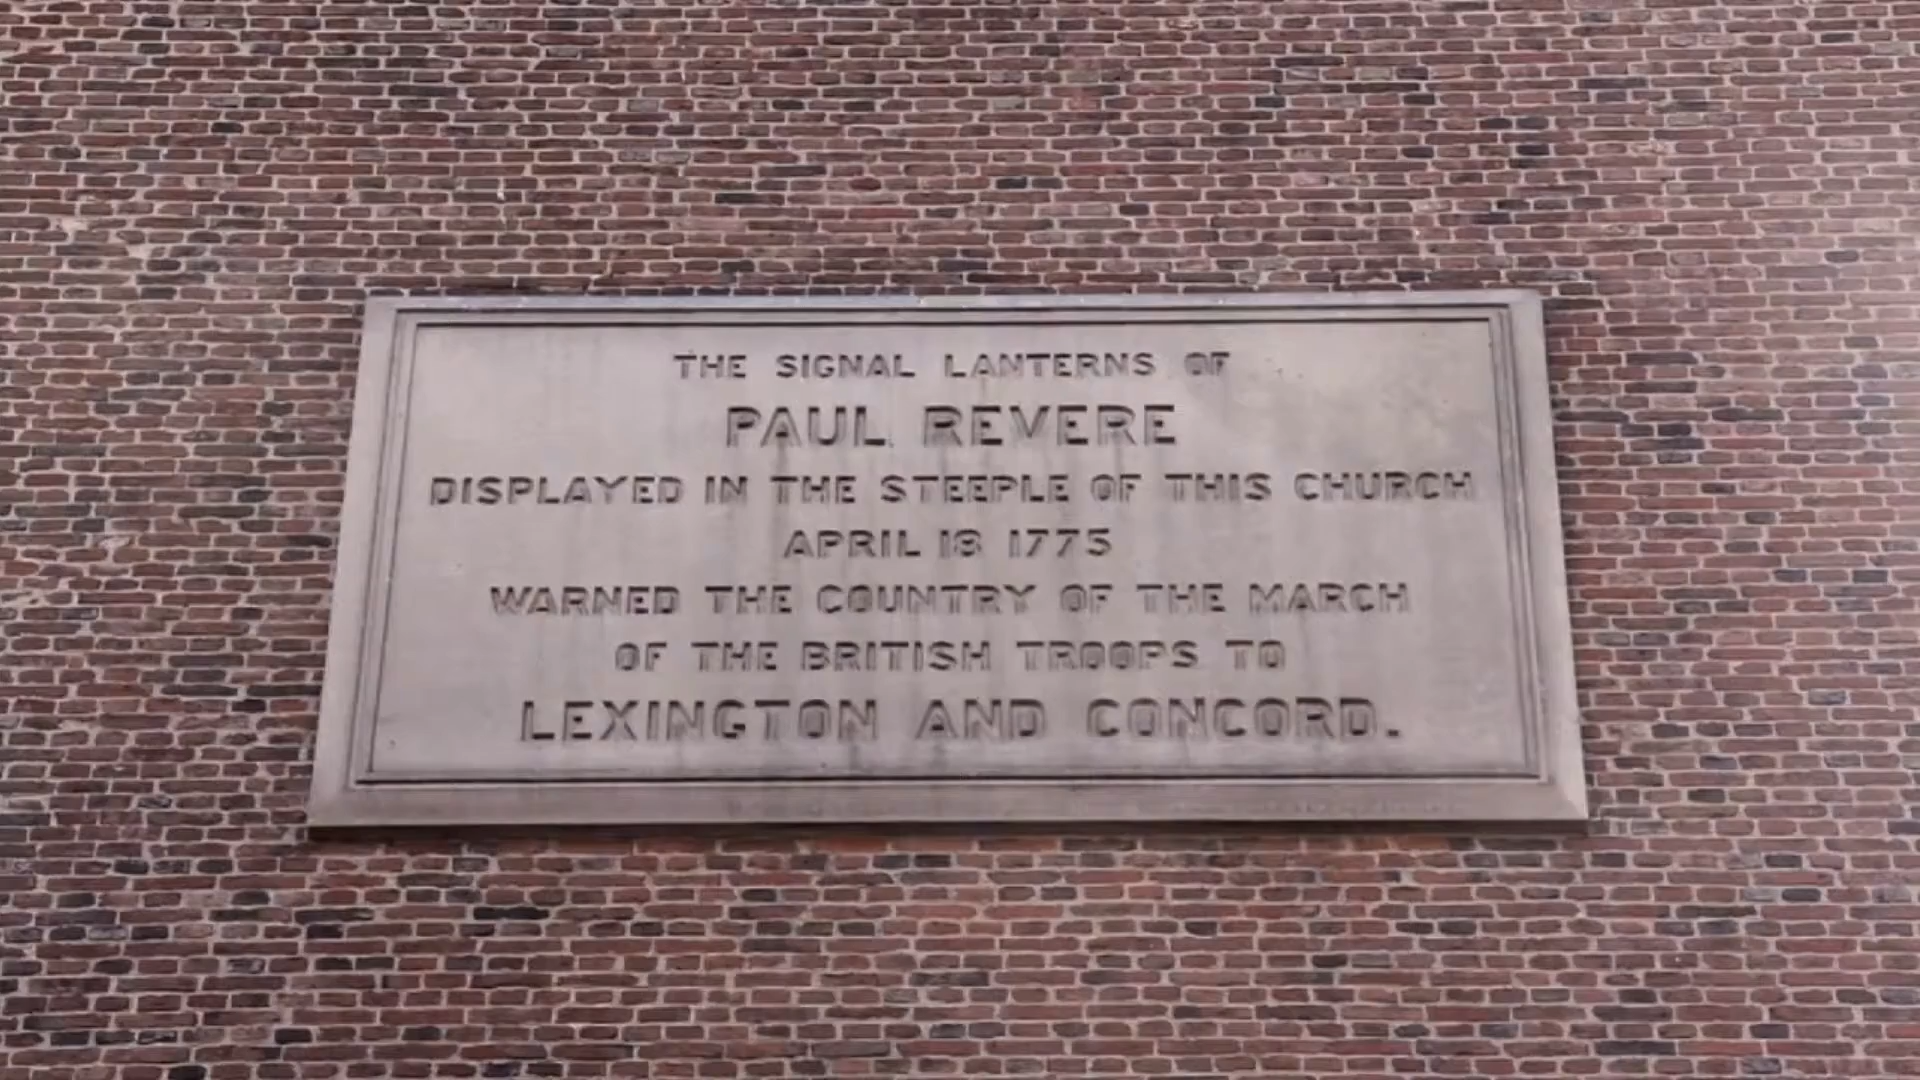 THE SIGNAL LANTERNS OF
PAUL REVERE
DISPLAYED IN THE STEEPLE OF THIS CHURCH
APRIL 18 1775
WARNED THE COUNTRY OF THE MARCH
OF THE BRITISH TROOPS TO
LEXINGTON AND CONCORD.